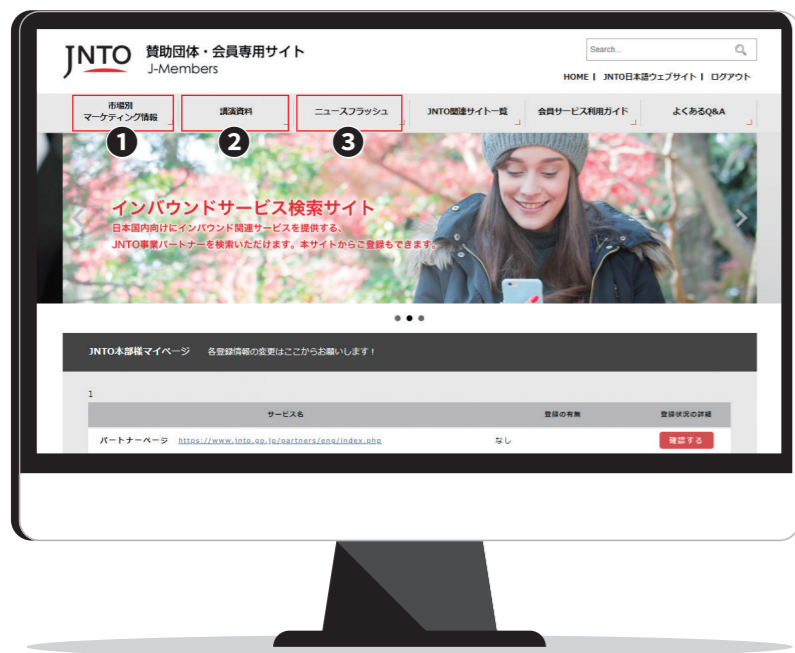 JNTO 賛助団体・会員専用サイト
J-Members
Search...
HOME | JNTO日本語ウェブサイト | ログアウト
市場別
マーケティング情報
講演資料
ニュースフラッシュ
JNTO関連サイト一覧
会員サービス利用ガイド
よくあるQ&A
1
2
3
インバウンドサービス検索サイト
日本国内向けにインバウンド関連サービスを提供する、
JNTO事業パートナーを検索いただけます。本サイトからご登録もできます。
JNTO本部様マイページ 各登録情報の変更はここからお願いします！
1
サービス名 登録の有無 登録状況の詳細
パートナーページ https://www.jnto.go.jp/partners/eng/index.php なし 確認する